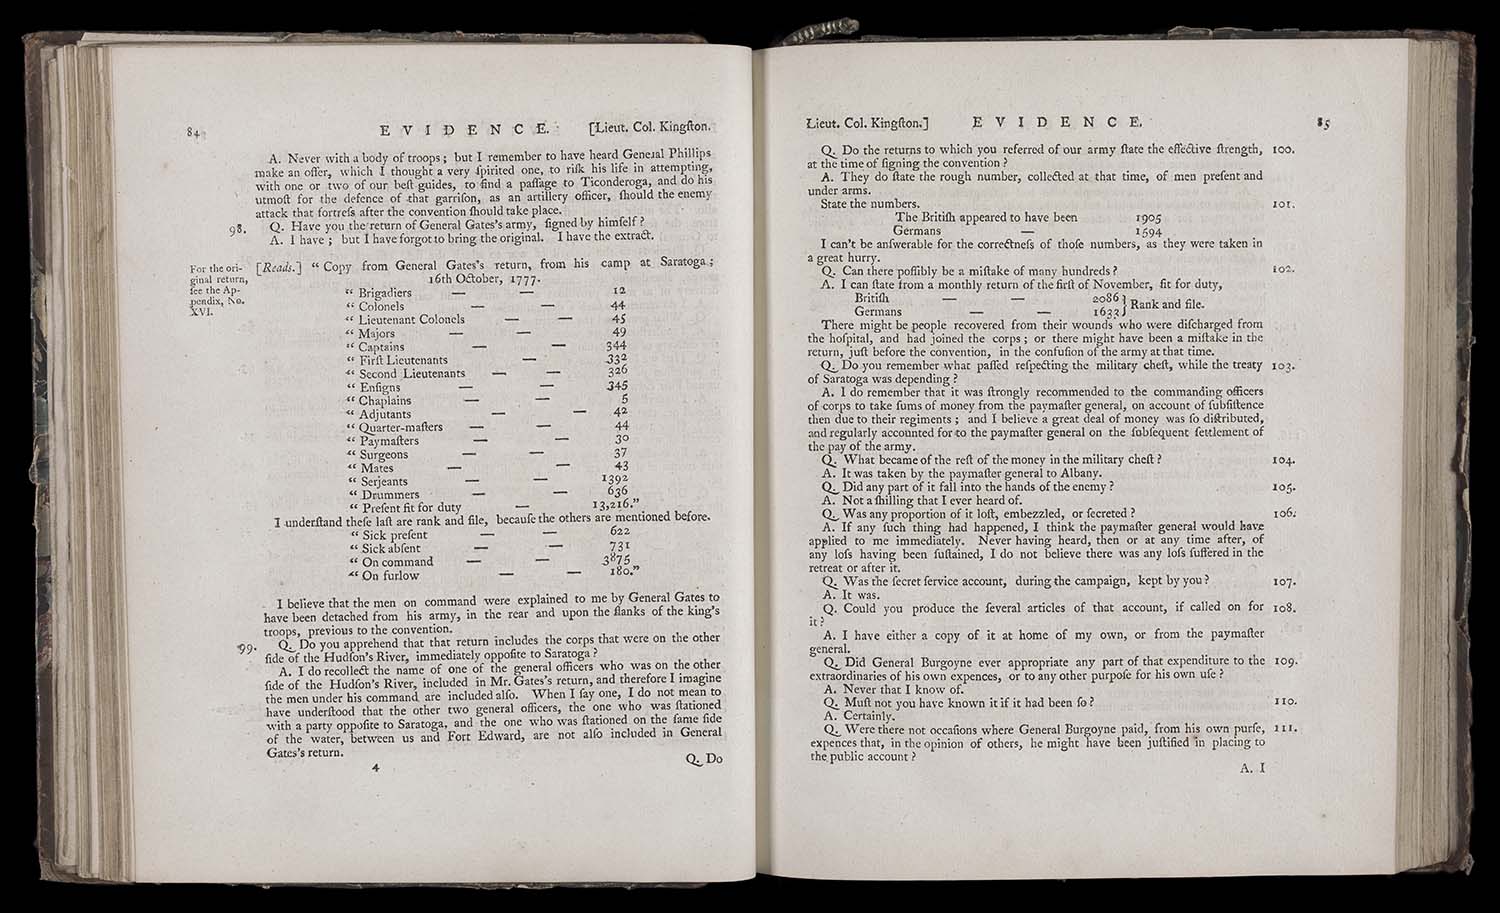 84 EVIDENCE. [Lieut. Col. Kingſton.
A. Never with a body of troops; but I remember to have heard General Phillips
make an offer, which I thought a very ſpirited one, to riſk his life in attempting,
with one or two of our beſt guides, to find a paſſage to Ticonderoga, and do his
utmoſt for the defence of that garriſon, as an artillery officer, ſhould the enemy
attack that fortreſs after the convention ſhould take place.
98. Q. Have you the return of General Gates's army, ſigned by himſelf?
A. I have; but I have forgot to bring the original. I have the extract.
For the ori-
ginal return,
ſee the Ap-
pendix, No.
XVI.
[Reads.] “ Copy from General Gates's return, from his camp at Saratoga;
16th October, 1777.
“ Brigadiers — — 12
“ Colonels — — 44
“ Lieutenant Colonels — — 45
“ Majors — — 49
“ Captains — — 344
“ Firſt Lieutenants — 332
“ Second Lieutenants — — 326
“ Enſigns — — 345
“ Chaplains — — 5
“ Adjutants — — 42
“ Quarter-maſters — — 44
“ Paymaſters — — 30
“ Surgeons — — 37
“ Mates — — 43
“ Serjeants — — 1392
“ Drummers — — 636
“ Preſent fit for duty — 13,216.”
I underſtand theſe laſt are rank and file, becauſe the others are mentioned before.
“ Sick preſent — — 622
“ Sick abſent — — 731
“ On command — — 3875
“ On furlow — — 180.”
I believe that the men on command were explained to me by General Gates to
have been detached from his army, in the rear and upon the flanks of the king's
troops, previous to the convention.
99. Q. Do you apprehend that that return includes the corps that were on the other
ſide of the Hudſon's River, immediately oppoſite to Saratoga?
A. I do recollect the name of one of the general officers who was on the other
ſide of the Hudſon's River, included in Mr. Gates's return, and therefore I imagine
the men under his command are included alſo. When I ſay one, I do not mean to
have underſtood that the other two general officers, the one who was ſtationed
with a party oppoſite to Saratoga, and the one who was ſtationed on the ſame ſide
of the water, between us and Fort Edward, are not alſo included in General
Gates's return.
4 Q. Do
Lieut. Col. Kingſton.] EVIDENCE. 85
Q. Do the returns to which you referred of our army ſtate the effective ſtrength, 100.
at the time of ſigning the convention?
A. They do ſtate the rough number, collected at that time, of men preſent and
under arms.
State the numbers. 101.
The Britiſh appeared to have been 1905
Germans — 1594
I can't be anſwerable for the correctneſs of thoſe numbers, as they were taken in
a great hurry.
Q. Can there poſſibly be a miſtake of many hundreds? 102.
A. I can ſtate from a monthly return of the firſt of November, fit for duty,
Britiſh — — 2086 } Rank and file.
Germans — — 1633 }
There might be people recovered from their wounds who were diſcharged from
the hoſpital, and had joined the corps; or there might have been a miſtake in the
return, juſt before the convention, in the confuſion of the army at that time.
Q. Do you remember what paſſed reſpecting the military cheſt, while the treaty 103.
of Saratoga was depending?
A. I do remember that it was ſtrongly recommended to the commanding officers
of corps to take ſums of money from the paymaſter general, on account of ſubſiſtence
then due to their regiments; and I believe a great deal of money was ſo diſtributed,
and regularly accounted for to the paymaſter general on the ſubſequent ſettlement of
the pay of the army.
Q. What became of the reſt of the money in the military cheſt? 104.
A. It was taken by the paymaſter general to Albany.
Q. Did any part of it fall into the hands of the enemy? 105.
A. Not a ſhilling that I ever heard of.
Q. Was any proportion of it loſt, embezzled, or ſecreted? 106.
A. If any ſuch thing had happened, I think the paymaſter general would have
applied to me immediately. Never having heard, then or at any time after, of
any loſs having been ſuſtained, I do not believe there was any loſs ſuffered in the
retreat or after it.
Q. Was the ſecret ſervice account, during the campaign, kept by you? 107.
A. It was.
Q. Could you produce the ſeveral articles of that account, if called on for 108.
it?
A. I have either a copy of it at home of my own, or from the paymaſter
general.
Q. Did General Burgoyne ever appropriate any part of that expenditure to the 109.
extraordinaries of his own expences, or to any other purpoſe for his own uſe?
A. Never that I know of.
Q. Muſt not you have known it if it had been ſo? 110.
A. Certainly.
Q. Were there not occaſions where General Burgoyne paid, from his own purſe, 111.
expences that, in the opinion of others, he might have been juſtified in placing to
the public account?
A. I